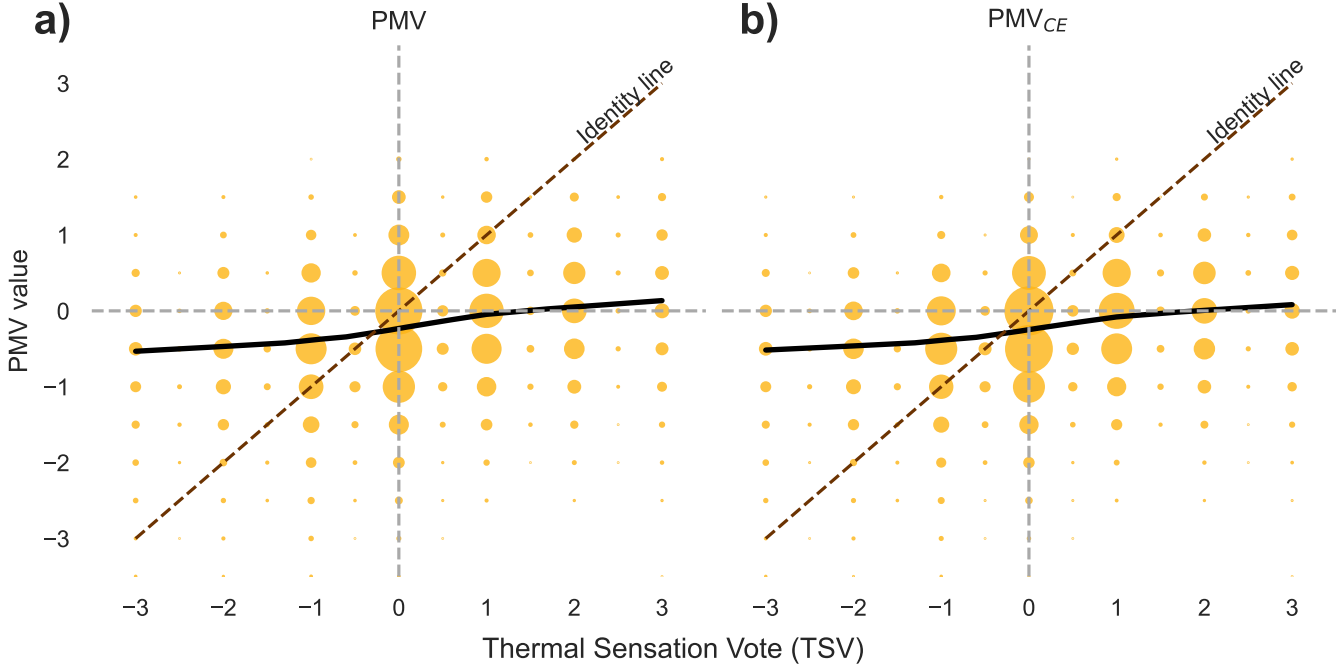 a) PMV
b) PMV_CE
Identity line
Identity line
3
2
1
0
−1
−2
−3
PMV value
−3 −2 −1 0 1 2 3
−3 −2 −1 0 1 2 3
Thermal Sensation Vote (TSV)